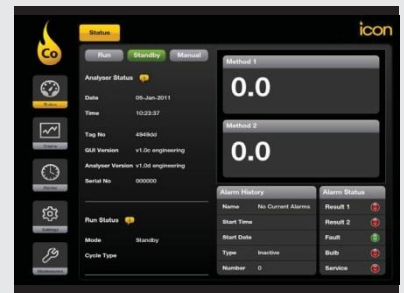 Status
icon
Co
Run Standby Manual
Analyser Status
Date 05-Jan-2011
Time 10:23:37
Tag No 4949dd
GUI Version v1.0c engineering
Analyser Version v1.0d engineering
Serial No 000000
Run Status
Mode Standby
Cycle Type
Method 1
0.0
Method 2
0.0
Alarm History
Name No Current Alarms
Start Time
Start Date
Type Inactive
Number 0
Alarm Status
Result 1
Result 2
Fault
Bulb
Service
Status
Settings